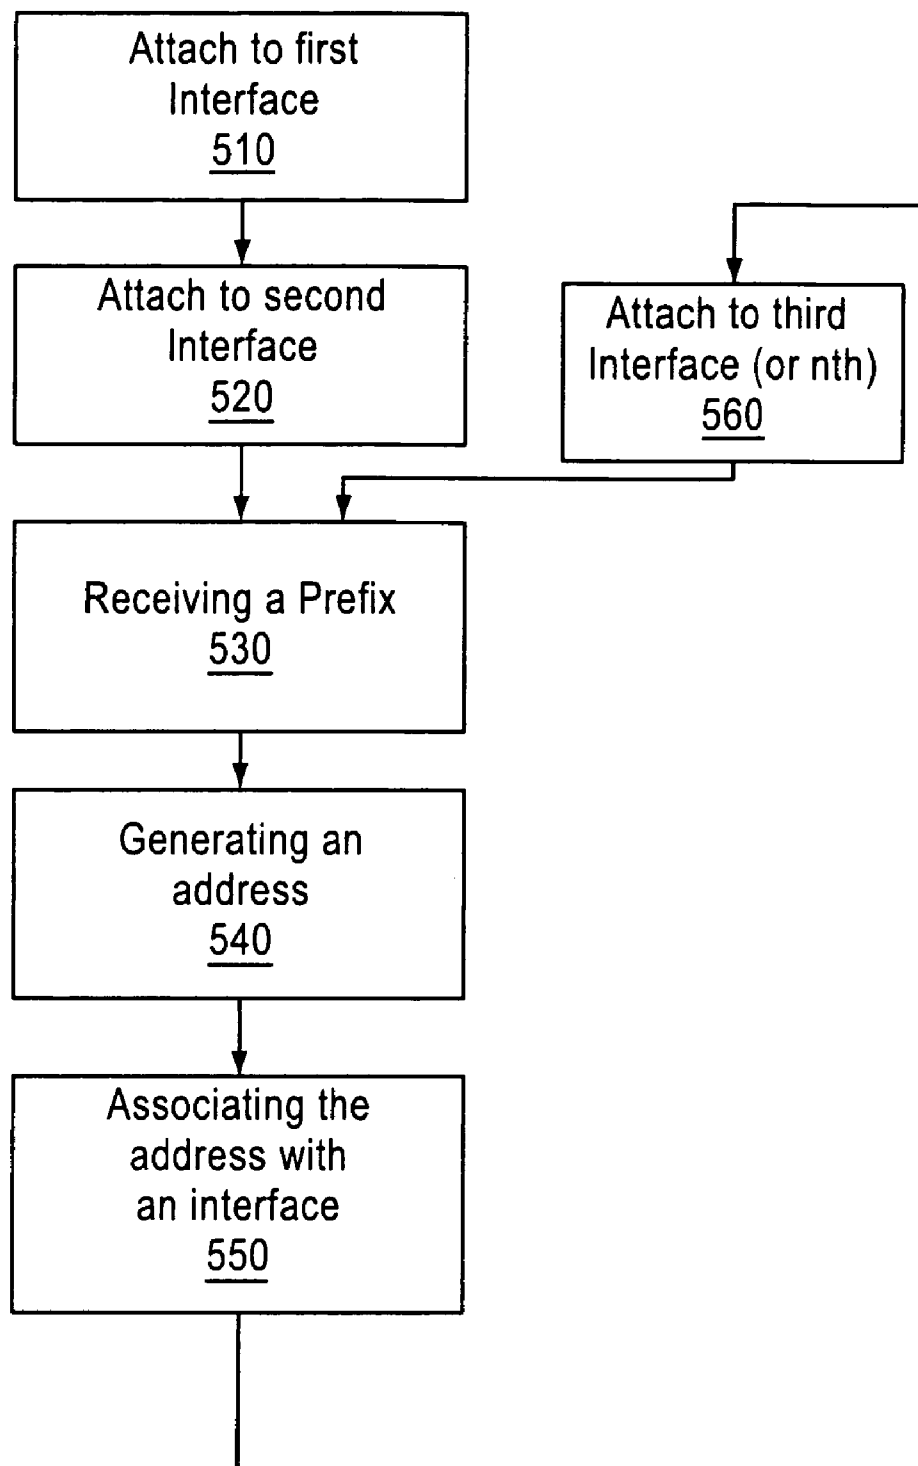 Attach to first
Interface
510
Attach to second
Interface
520
Attach to third
Interface (or nth)
560
Receiving a Prefix
530
Generating an
address
540
Associating the
address with
an interface
550